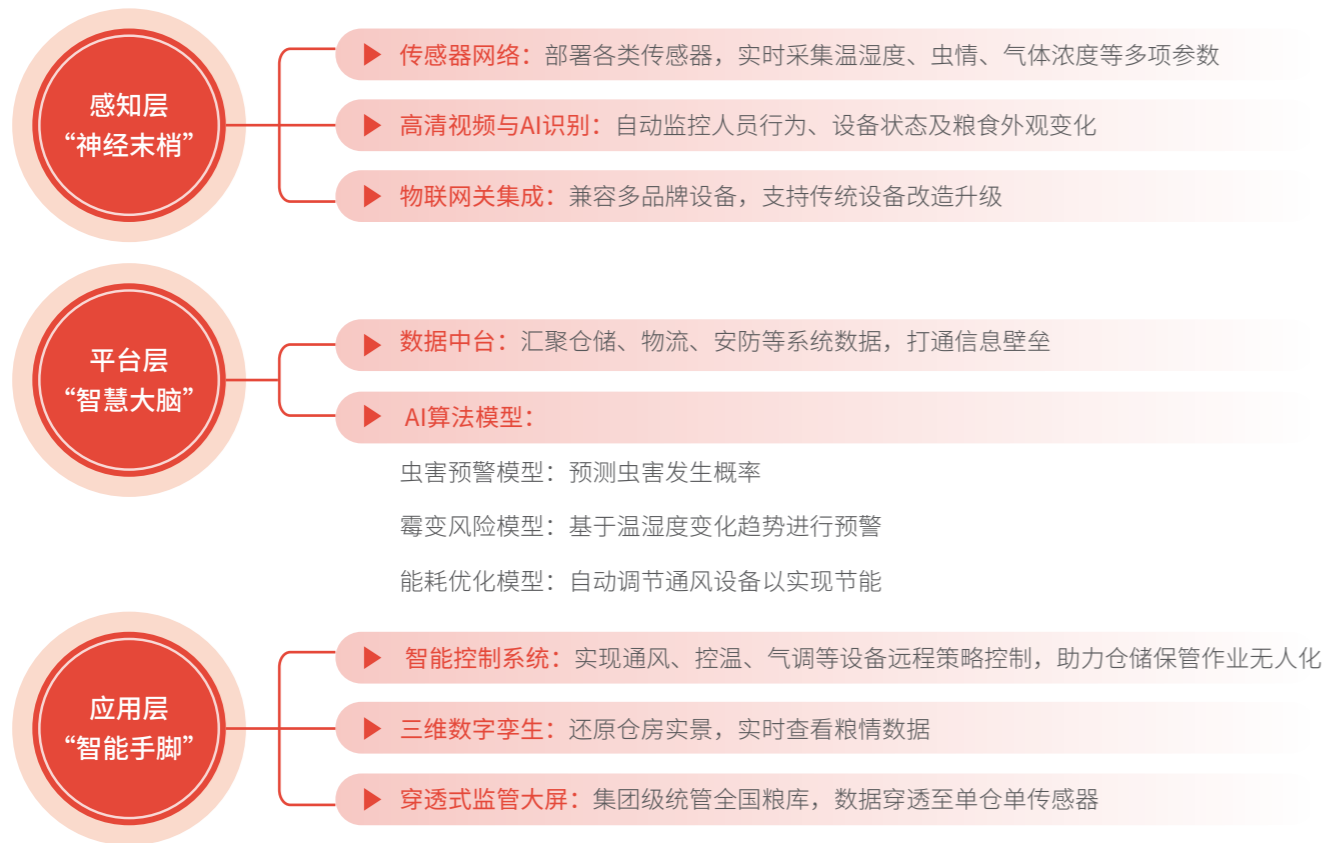 感知层
“神经末梢”
传感器网络：部署各类传感器，实时采集温湿度、虫情、气体浓度等多项参数
高清视频与AI识别：自动监控人员行为、设备状态及粮食外观变化
物联网关集成：兼容多品牌设备，支持传统设备改造升级
平台层
“智慧大脑”
数据中台：汇聚仓储、物流、安防等系统数据，打通信息壁垒
AI算法模型：
虫害预警模型：预测虫害发生概率
霉变风险模型：基于温湿度变化趋势进行预警
能耗优化模型：自动调节通风设备以实现节能
应用层
“智能手脚”
智能控制系统：实现通风、控温、气调等设备远程策略控制，助力仓储保管作业无人化
三维数字孪生：还原仓房实景，实时查看粮情数据
穿透式监管大屏：集团级统管全国粮库，数据穿透至单仓单传感器